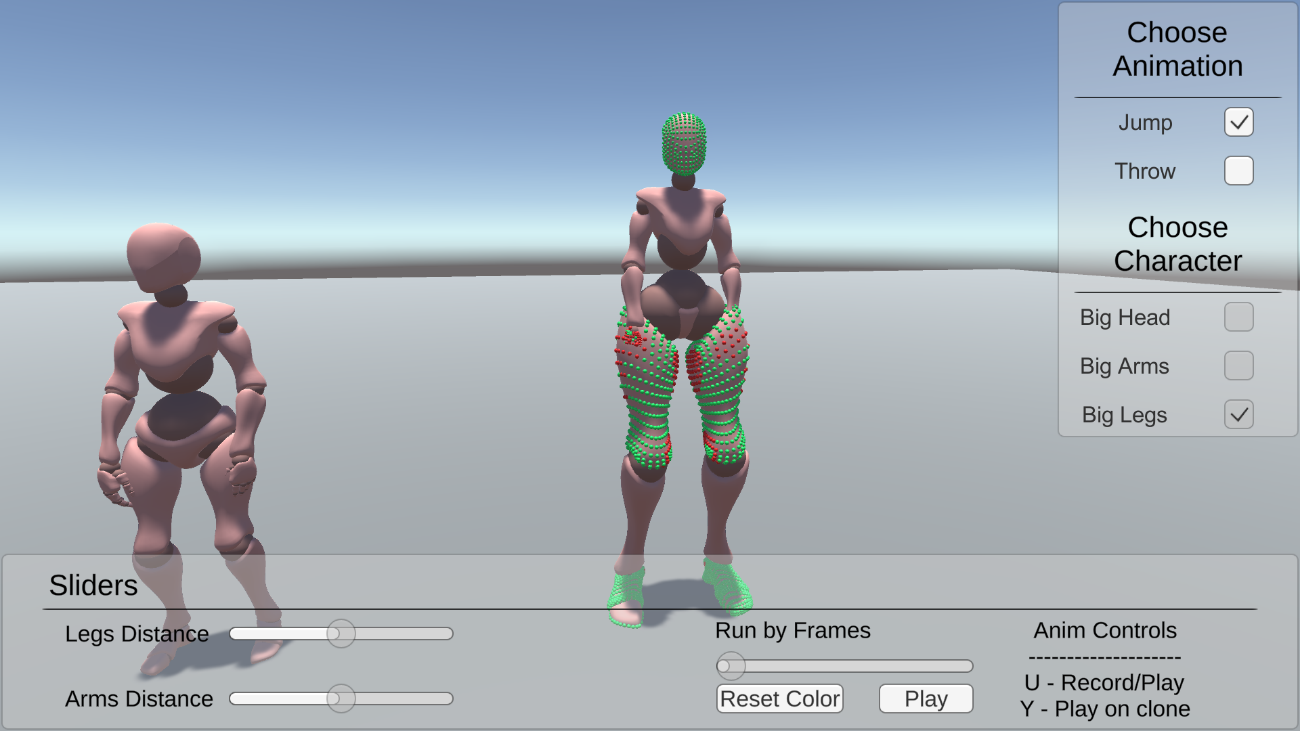 Choose
Animation
Jump
Throw
Choose
Character
Big Head
Big Arms
Big Legs
Sliders
Legs Distance
Arms Distance
Run by Frames
Reset Color
Play
Anim Controls
--------------------
U - Record/Play
Y - Play on clone